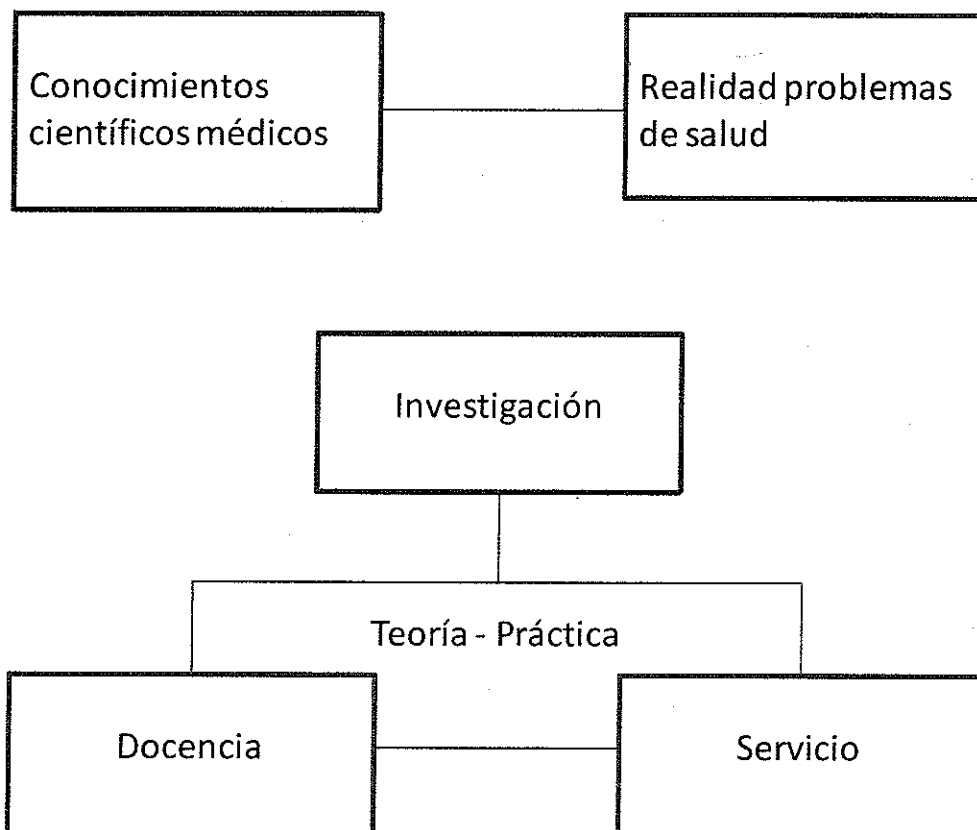 Conocimientos
científicos médicos
Realidad problemas
de salud
Investigación
Teoría - Práctica
Docencia
Servicio